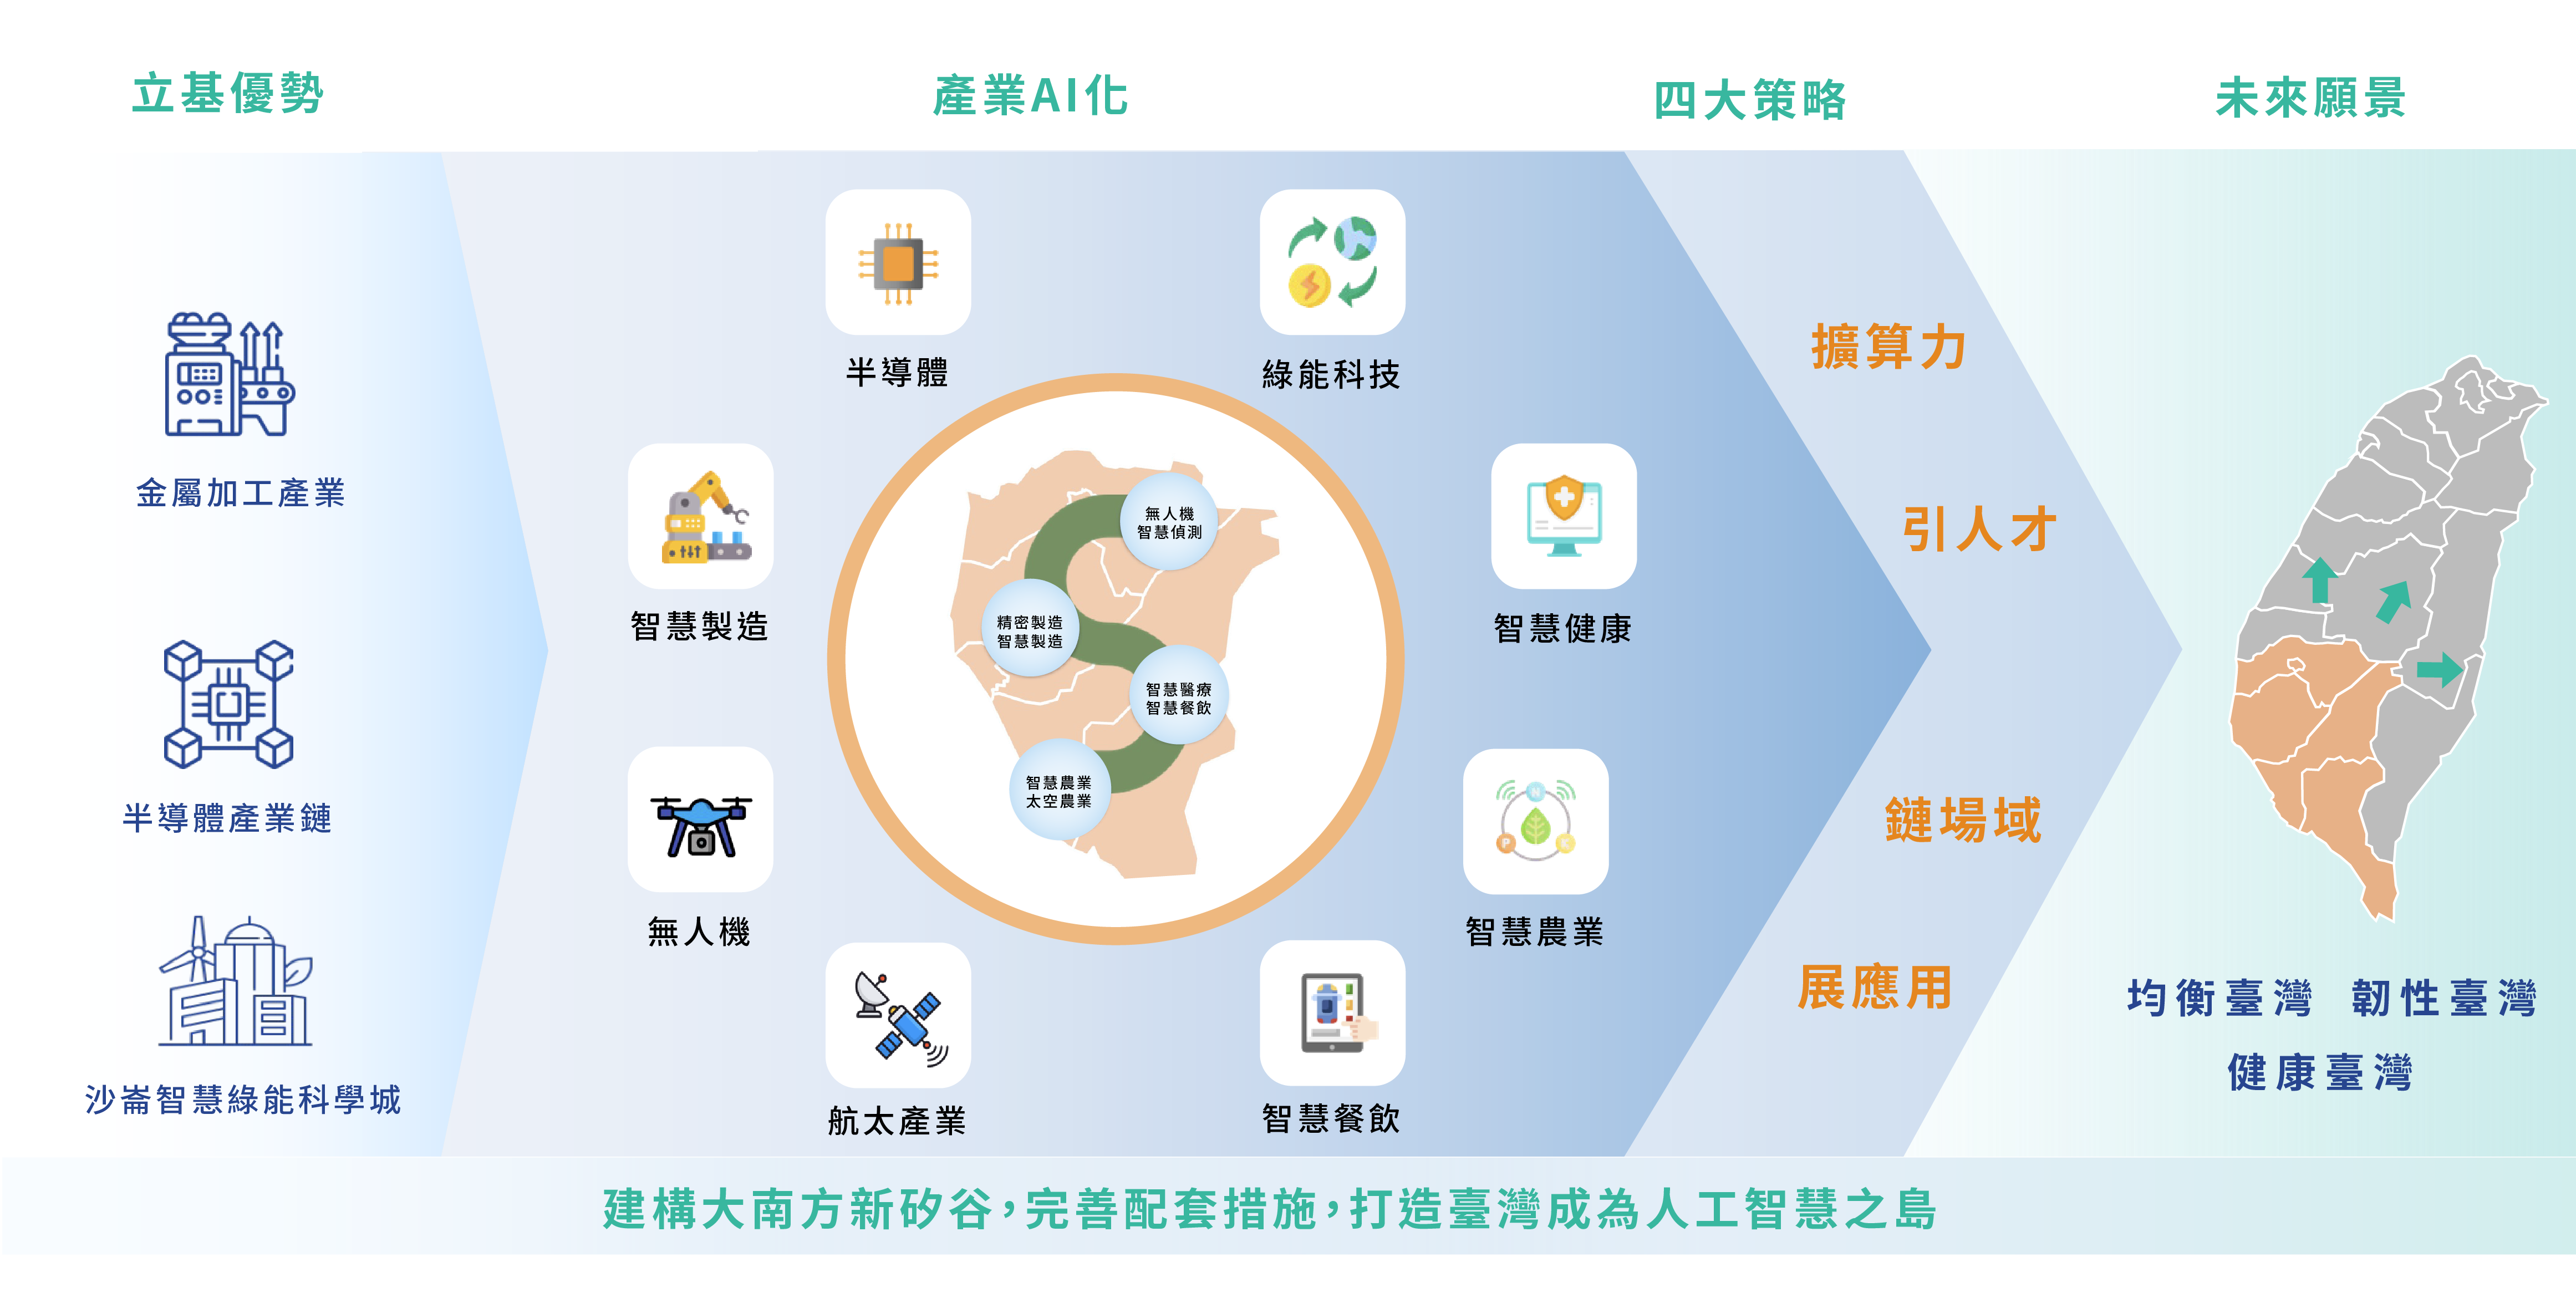 立基優勢
產業AI化
四大策略
未來願景
金屬加工產業
半導體產業鏈
沙崙智慧綠能科學城
半導體
綠能科技
智慧製造
智慧健康
無人機
智慧農業
航太產業
智慧餐飲
無人機
智慧偵測
精密製造
智慧製造
智慧醫療
智慧餐飲
智慧農業
太空農業
N
P
K
擴算力
引人才
鏈場域
展應用
均衡臺灣 韌性臺灣
健康臺灣
建構大南方新矽谷,完善配套措施,打造臺灣成為人工智慧之島